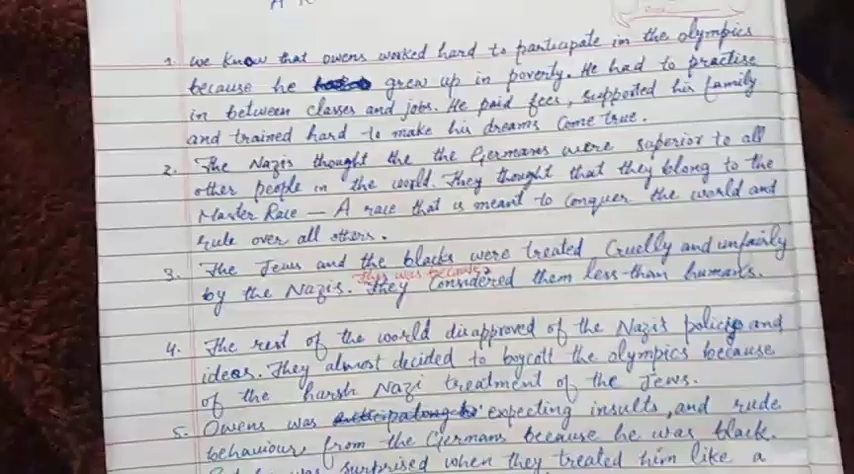 1. We know that owens worked hard to participate in the olympics
because he grew up in poverty. He had to practise
in between classes and jobs. He paid fees, supported his family
and trained hard to make his dreams come true.
2. The Nazis thought the the Germans were superior to all
other people in the world. They thought that they blong to the
Master Race — A race that is meant to conquer the world and
rule over all others.
3. The Jews and the blacks were treated Cruelly and unfairly
This was because
by the Nazis. They Considered them less than humans.
4. The rest of the world disapproved of the Nazis policies and
ideas. They almost decided to boycott the olympics because
of the harsh Nazi treatment of the Jews.
5. Owens was expecting insults, and rude
behaviours from the Germans because he was black.
was surprised when they treated him like a